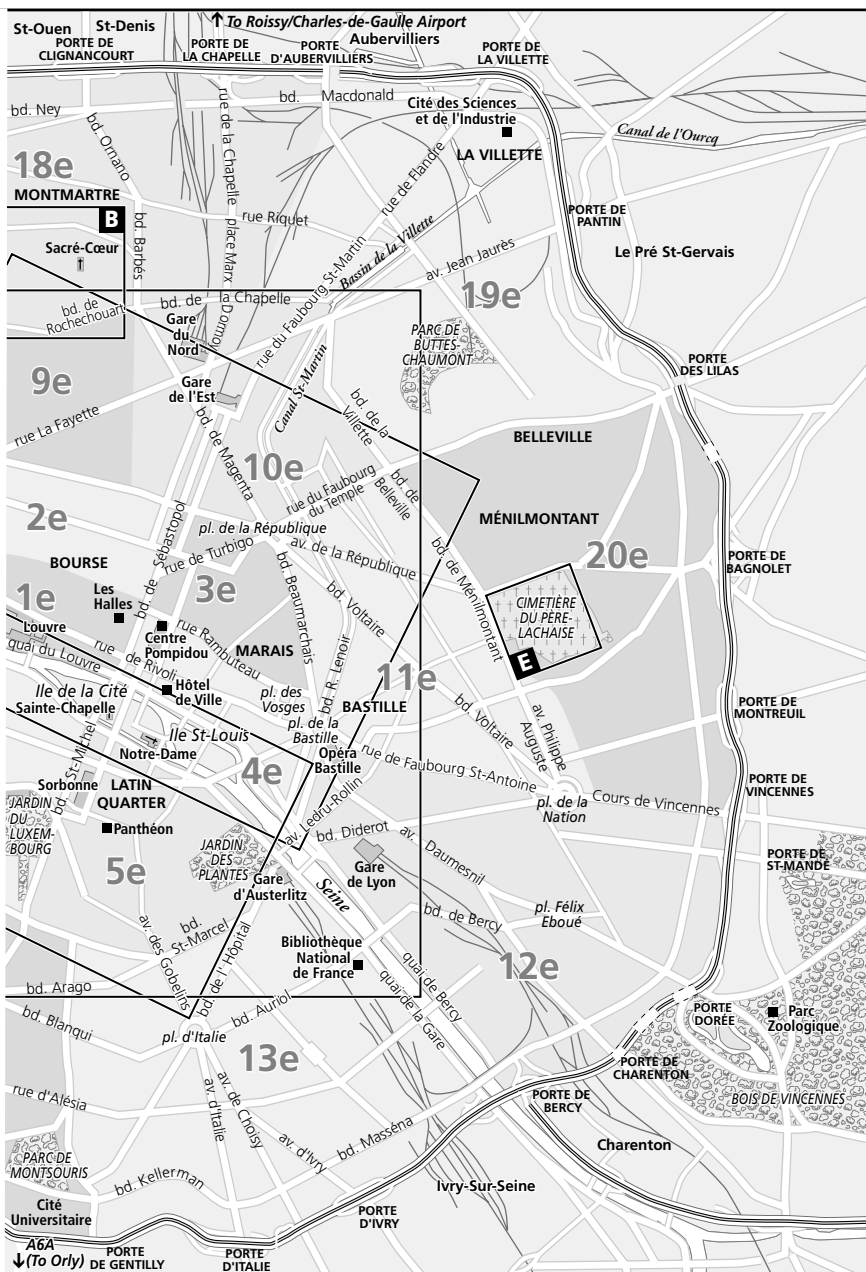 ↑ To Roissy/Charles-de-Gaulle Airport
St-Ouen
St-Denis
Aubervilliers
PORTE DE
CLIGNANCOURT
PORTE DE
LA CHAPELLE
PORTE
D'AUBERVILLIERS
PORTE DE
LA VILLETTE
bd. Ney
bd. Macdonald
bd. Ornano
rue de la Chapelle
Cité des Sciences
et de l'Industrie
Canal de l'Ourcq
LA VILLETTE
rue de Flandre
18e
MONTMARTRE
B
Sacré-Cœur
bd. Barbés
place Marx
la Dormoy
rue Riquet
rue du Faubourg St-Martin
Bassin de la Villette
av. Jean Jaurès
PORTE DE
PANTIN
Le Pré St-Gervais
19e
bd. de
Rochechouart
bd. de la Chapelle
Gare
du
Nord
PARC DE
BUTTES-
CHAUMONT
PORTE
DES LILAS
9e
Gare
de l'Est
Canal St-Martin
bd. de la
Villette
rue La Fayette
bd. de Magenta
10e
BELLEVILLE
rue du Faubourg
du Temple
bd. de
Belleville
2e
bd. de Sébastopol
pl. de la République
MÉNILMONTANT
20e
BOURSE
rue de Turbigo
av. de la République
bd. de Ménilmontant
PORTE DE
BAGNOLET
1e
Les
Halles
3e
bd. Beaumarchais
bd. Voltaire
CIMETIÈRE
DU PÈRE-
LACHAISE
E
Louvre
quai du Louvre
rue de Rivoli
Centre
Pompidou
rue Rambuteau
MARAIS
bd. R. Lenoir
11e
Ile de la Cité
Sainte-Chapelle
Hôtel
de Ville
pl. des
Vosges
BASTILLE
bd. Voltaire
av. Philippe
Auguste
PORTE DE
MONTREUIL
Ile St-Louis
pl. de la
Bastille
Notre-Dame
Opéra
Bastille
rue de Faubourg St-Antoine
bd. St-Michel
4e
Sorbonne
LATIN
QUARTER
av. Ledru-Rollin
pl. de la
Nation
Cours de Vincennes
PORTE DE
VINCENNES
JARDIN
DU
LUXEM-
BOURG
Panthéon
JARDIN
DES
PLANTES
bd. Diderot
av. Daumesnil
PORTE DE
ST-MANDÉ
5e
Gare
d'Austerlitz
Seine
Gare
de Lyon
av. des Gobelins
bd.
St-Marcel
bd. de l'Hôpital
bd. de Bercy
pl. Félix
Eboué
Bibliothèque
National
de France
quai de Bercy
quai de la Gare
12e
bd. Arago
bd. Blanqui
bd. Auriol
PORTE
DORÉE
Parc
Zoologique
pl. d'Italie
13e
PORTE DE
CHARENTON
rue d'Alésia
av. d'Italie
av. de Choisy
av. d'Ivry
bd. Masséna
PORTE DE
BERCY
BOIS DE VINCENNES
Charenton
PARC DE
MONTSOURIS
bd. Kellerman
Ivry-Sur-Seine
Cité
Universitaire
PORTE
D'IVRY
A6A
↓(To Orly)
PORTE
DE GENTILLY
PORTE
D'ITALIE